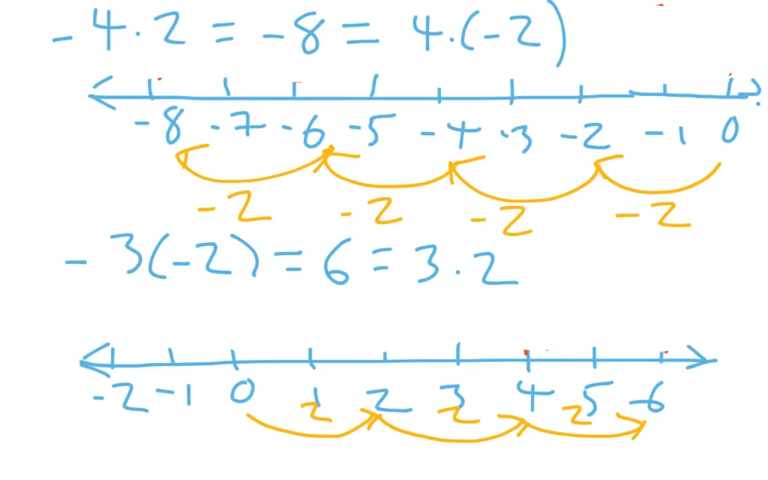 - 4 · 2 = -8 = 4·(-2)
-8 -7 -6 -5 -4 -3 -2 -1 0
-2 -2 -2 -2
- 3(-2) = 6 = 3 · 2
-2 -1 0 1 2 3 4 5 6
2 2 2